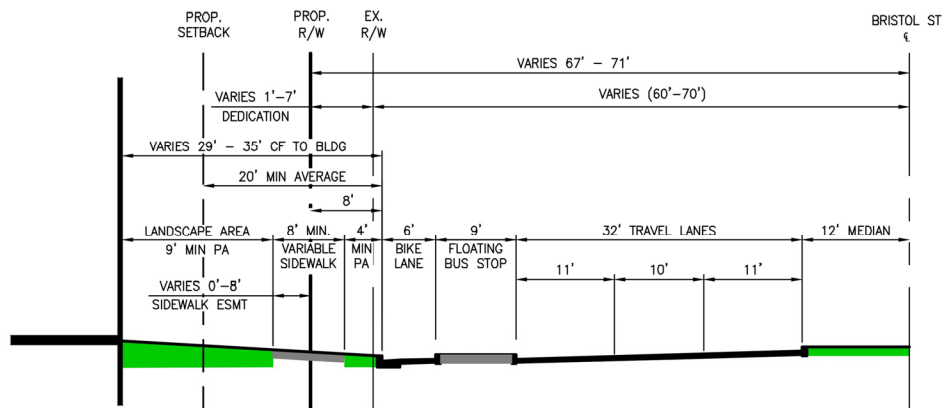 PROP.
SETBACK
PROP.
R/W
EX.
R/W
BRISTOL ST
℄
VARIES 67' - 71'
VARIES 1'-7'
DEDICATION
VARIES (60'-70')
VARIES 29' - 35' CF TO BLDG
20' MIN AVERAGE
8'
LANDSCAPE AREA
9' MIN PA
8' MIN.
VARIABLE
SIDEWALK
4'
MIN
PA
6'
BIKE
LANE
9'
FLOATING
BUS STOP
32' TRAVEL LANES
12' MEDIAN
11'
10'
11'
VARIES 0'-8'
SIDEWALK ESMT